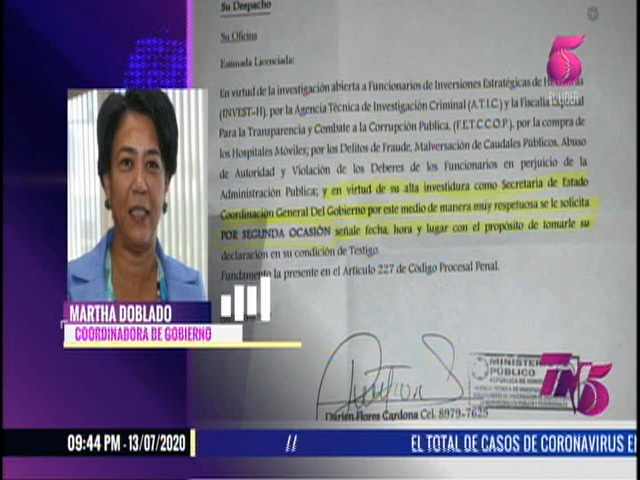 Su Despacho
Su Oficina
Estimada Licenciada:
En virtud de la investigación abierta a Funcionarios de Inversiones Estratégicas de
(INVEST-H), por la Agencia Técnica de Investigación Criminal (A.T.I.C.) y la Fiscalía
Para la Transparencia y Combate a la Corrupción Publica, (F.E.T.C.C.O.P.), por la compra de
los Hospitales Móviles; por los Delitos de Fraude, Malversación de Caudales Públicos, Abuso
de Autoridad y Violación de los Deberes de los Funcionarios en perjuicio de la
Administración Publica; y en virtud de su alta investidura como Secretaria de Estado
Coordinación General Del Gobierno por este medio de manera muy respetuosa se le solicita
POR SEGUNDA OCASIÓN señale fecha, hora y lugar con el propósito de tomarle su
declaración en su condición de Testigo.
Fundamento la presente en el Articulo 227 de Código Procesal Penal.
Darien Flores Cardona Cel. 8979-7625
MINISTER
PÚBLICO
5
TN5
MARTHA DOBLADO
COORDINADORA DE GOBIERNO
09:44 PM-13/07/2020
//
EL TOTAL DE CASOS DE CORONAVIRUS E